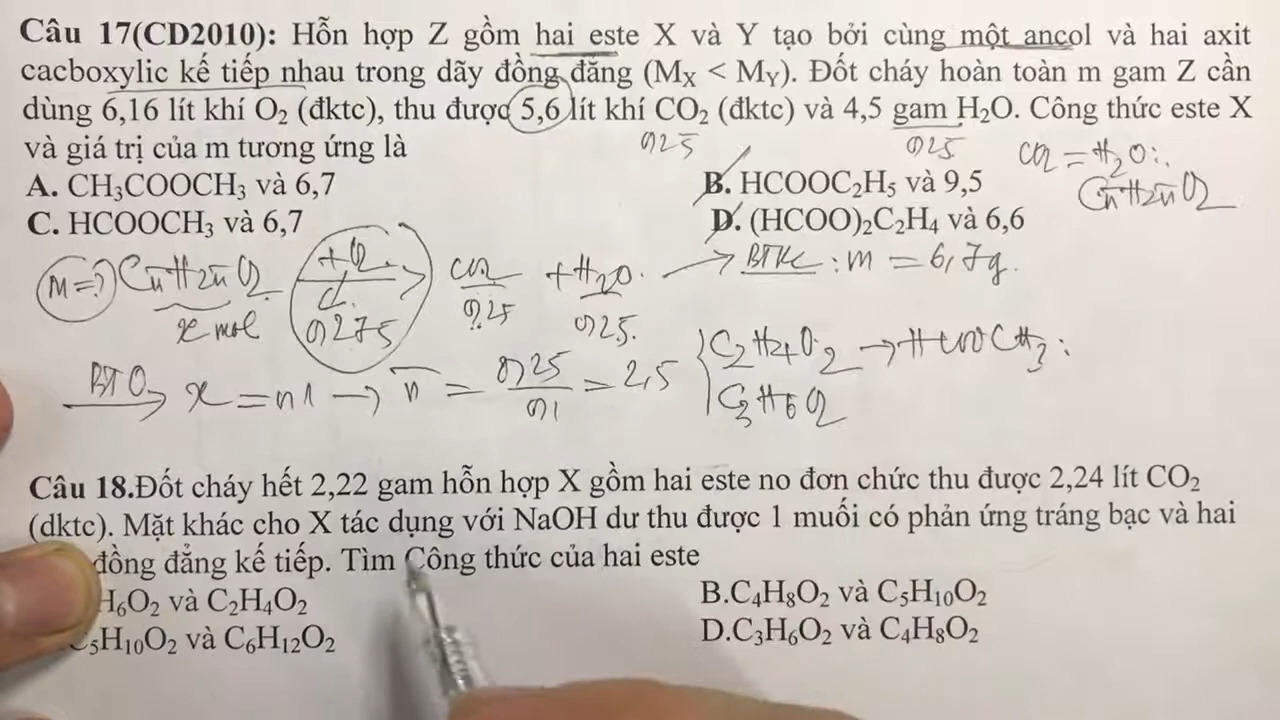 Câu 17(CD2010): Hỗn hợp Z gồm hai este X và Y tạo bởi cùng một ancol và hai axit
cacboxylic kế tiếp nhau trong dãy đồng đẳng (Mₓ < Mᵧ). Đốt cháy hoàn toàn m gam Z cần
dùng 6,16 lít khí O₂ (đktc), thu được 5,6 lít khí CO₂ (đktc) và 4,5 gam H₂O. Công thức este X
và giá trị của m tương ứng là
0,25 0,25 CO₂ = H₂O:
A. CH₃COOCH₃ và 6,7 B. HCOOC₂H₅ và 9,5 Cn̄H2n̄O₂
C. HCOOCH₃ và 6,7 D. (HCOO)₂C₂H₄ và 6,6
m=? Cn̄H2n̄O₂ +O₂ CO₂ + H₂O. → BTKL: m = 6,7g.
x mol 0,275 0,25 0,25.
BTO → x = 0,1 → n̄ = 0,25/0,1 = 2,5 C₂H₄O₂ → HCOOCH₃:
C₃H₆O₂
Câu 18.Đốt cháy hết 2,22 gam hỗn hợp X gồm hai este no đơn chức thu được 2,24 lít CO₂
(dktc). Mặt khác cho X tác dụng với NaOH dư thu được 1 muối có phản ứng tráng bạc và hai
đồng đẳng kế tiếp. Tìm Công thức của hai este
H₆O₂ và C₂H₄O₂ B.C₄H₈O₂ và C₅H₁₀O₂
C₅H₁₀O₂ và C₆H₁₂O₂ D.C₃H₆O₂ và C₄H₈O₂